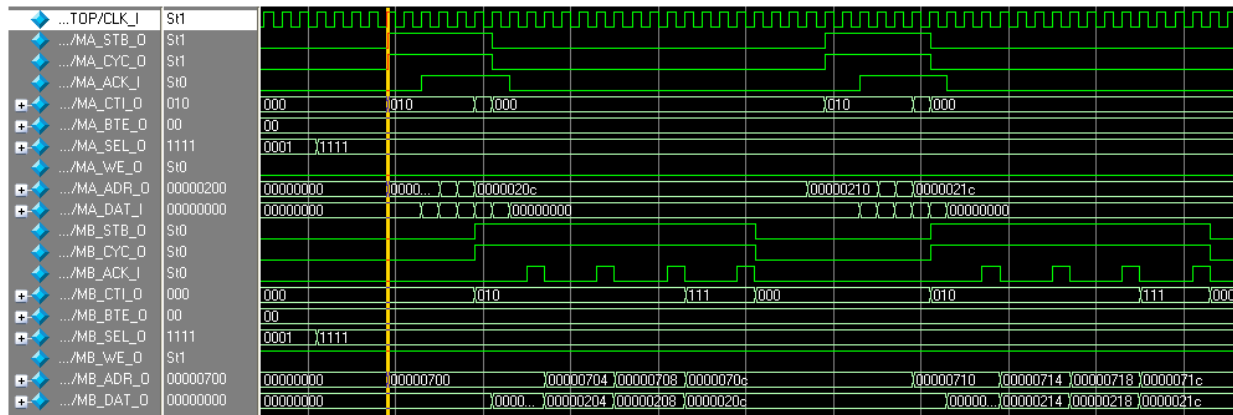 ...TOP/CLK_I St1
.../MA_STB_O St1
.../MA_CYC_O St1
.../MA_ACK_I St0
.../MA_CTI_O 010 000 010 000 010 000
.../MA_BTE_O 00 00
.../MA_SEL_O 1111 0001 1111
.../MA_WE_O St0
.../MA_ADR_O 00000200 00000000 0000... 0000020c 00000210 0000021c
.../MA_DAT_I 00000000 00000000 00000000 00000000
.../MB_STB_O St0
.../MB_CYC_O St0
.../MB_ACK_I St0
.../MB_CTI_O 000 000 010 111 000 010 111 000
.../MB_BTE_O 00 00
.../MB_SEL_O 1111 0001 1111
.../MB_WE_O St1
.../MB_ADR_O 00000700 00000000 00000700 00000704 00000708 0000070c 00000710 00000714 00000718 0000071c
.../MB_DAT_O 00000000 00000000 0000... 00000204 00000208 0000020c 00000... 00000214 00000218 0000021c